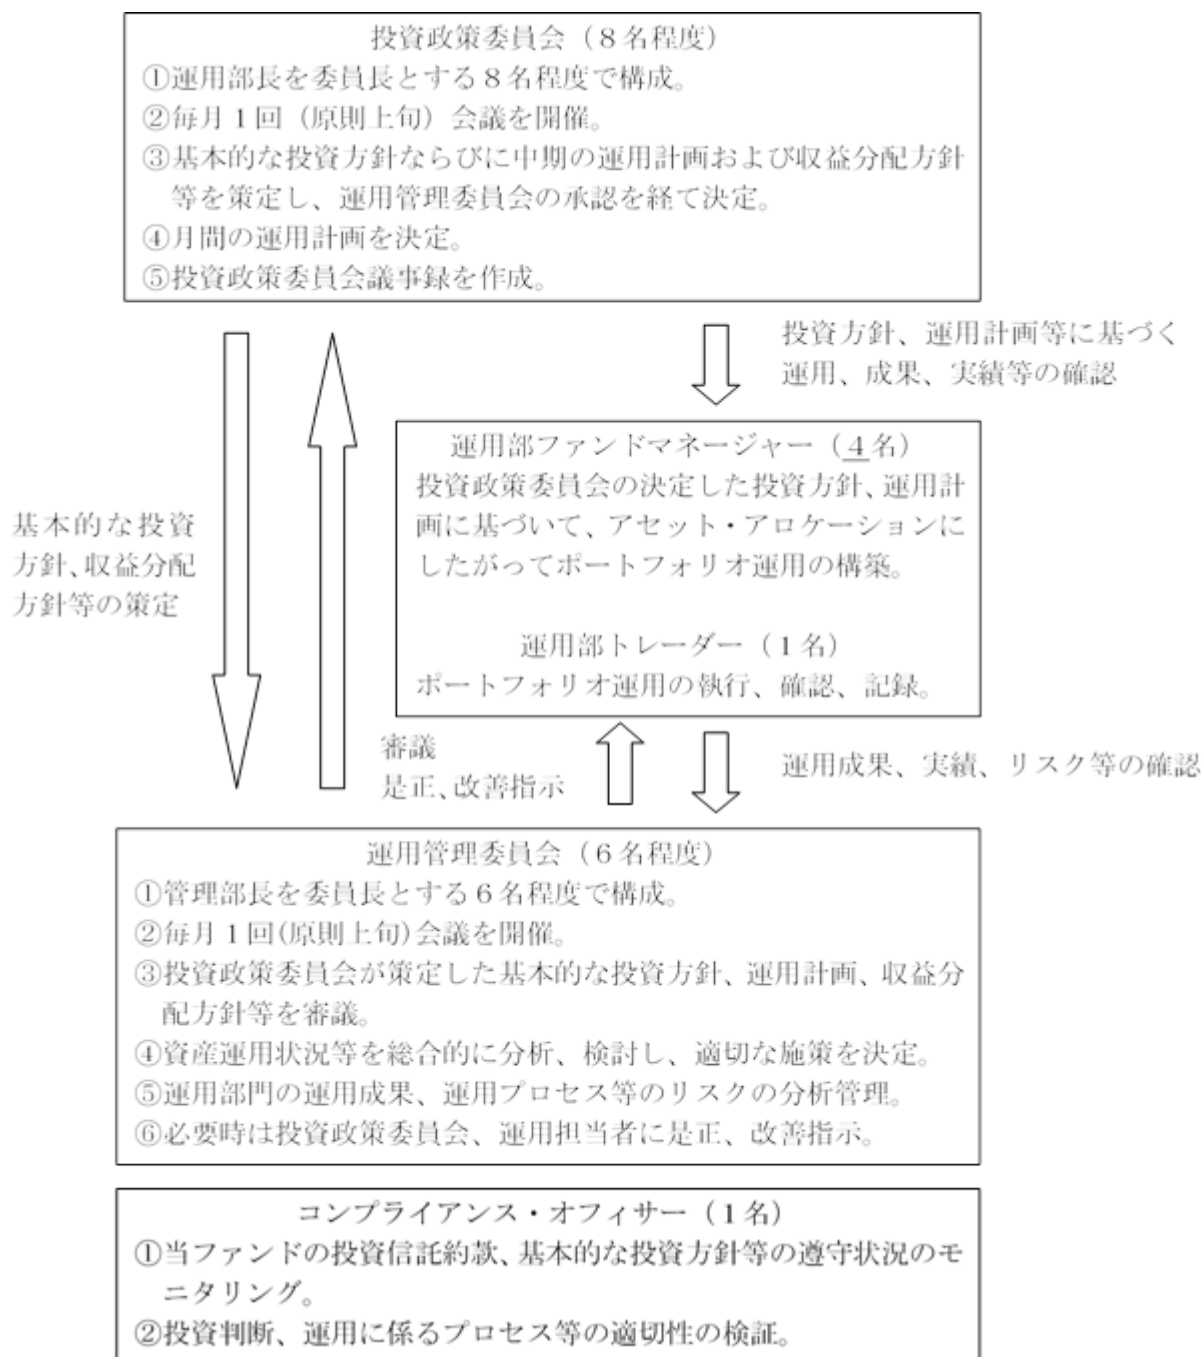 投資政策委員会（８名程度）
①運用部長を委員長とする８名程度で構成。
②毎月１回（原則上旬）会議を開催。
③基本的な投資方針ならびに中期の運用計画および収益分配方針
等を策定し、運用管理委員会の承認を経て決定。
④月間の運用計画を決定。
⑤投資政策委員会議事録を作成。
投資方針、運用計画等に基づく
運用、成果、実績等の確認
運用部ファンドマネージャー（４名）
投資政策委員会の決定した投資方針、運用計
画に基づいて、アセット・アロケーションに
したがってポートフォリオ運用の構築。
運用部トレーダー（１名）
ポートフォリオ運用の執行、確認、記録。
基本的な投資
方針、収益分配
方針等の策定
審議
是正、改善指示
運用成果、実績、リスク等の確認
運用管理委員会（６名程度）
①管理部長を委員長とする６名程度で構成。
②毎月１回(原則上旬)会議を開催。
③投資政策委員会が策定した基本的な投資方針、運用計画、収益分
配方針等を審議。
④資産運用状況等を総合的に分析、検討し、適切な施策を決定。
⑤運用部門の運用成果、運用プロセス等のリスクの分析管理。
⑥必要時は投資政策委員会、運用担当者に是正、改善指示。
コンプライアンス・オフィサー（１名）
①当ファンドの投資信託約款、基本的な投資方針等の遵守状況のモ
ニタリング。
②投資判断、運用に係るプロセス等の適切性の検証。